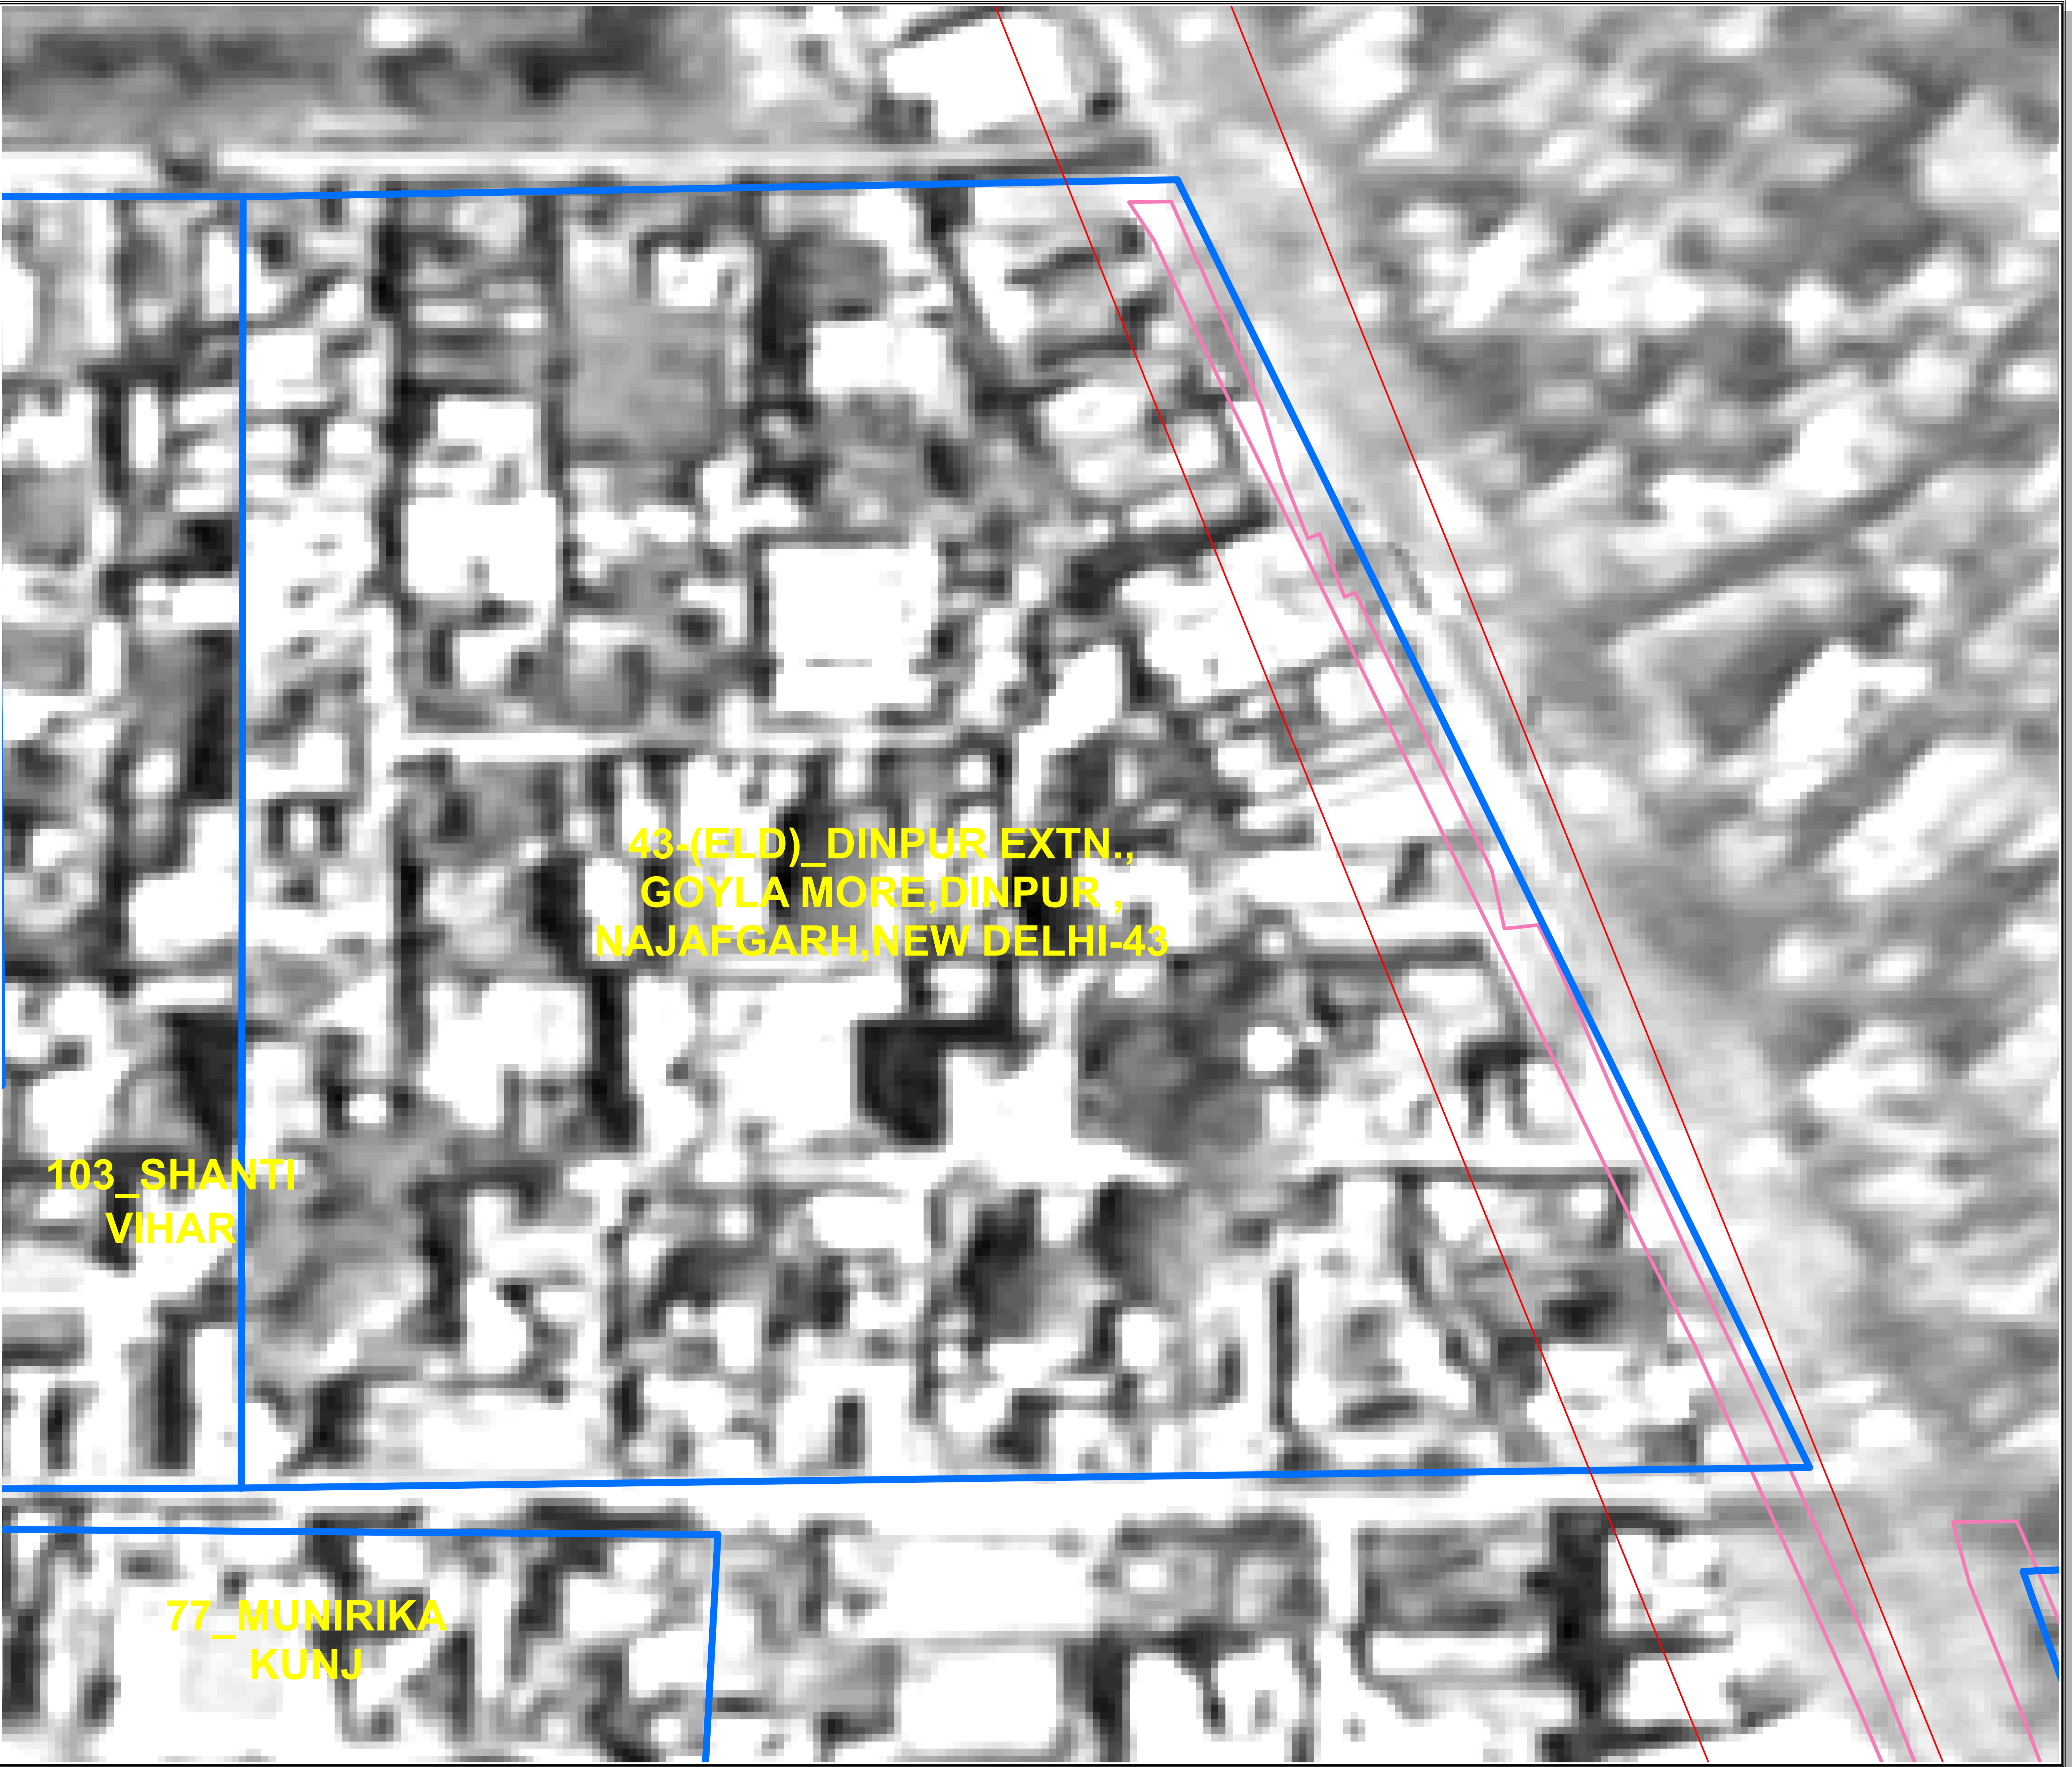 43-(ELD)_DINPUR EXTN.,
GOYLA MORE,DINPUR ,
NAJAFGARH,NEW DELHI-43
103_SHANTI
VIHAR
77_MUNIRIKA
KUNJ